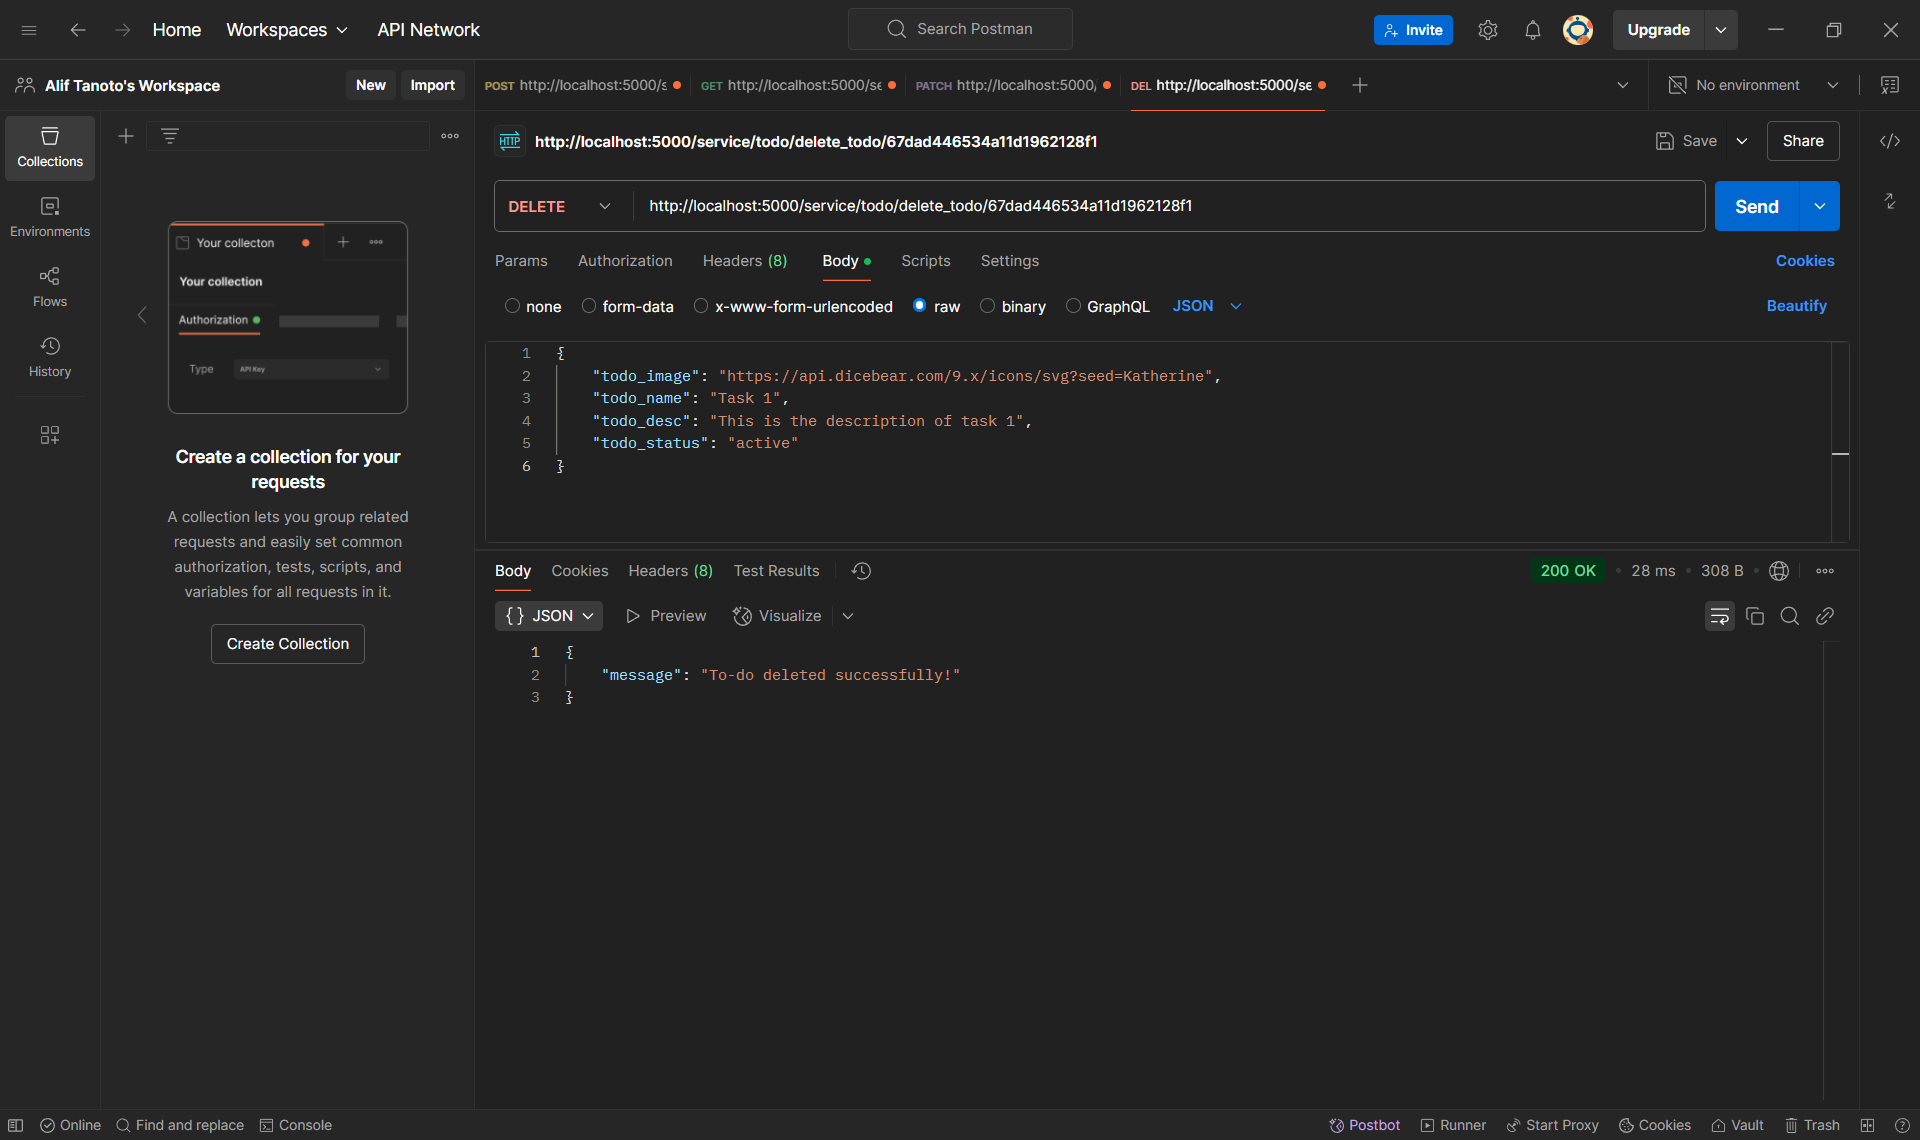 Home
Workspaces
API Network
Search Postman
Invite
Upgrade
Alif Tanoto's Workspace
New
Import
POST http://localhost:5000/s
GET http://localhost:5000/se
PATCH http://localhost:5000/
DEL http://localhost:5000/se
No environment
Collections
Environments
Flows
History
Your collecton
Your collection
Authorization
Type
API Key
Create a collection for your
requests
A collection lets you group related
requests and easily set common
authorization, tests, scripts, and
variables for all requests in it.
Create Collection
HTTP
http://localhost:5000/service/todo/delete_todo/67dad446534a11d1962128f1
Save
Share
DELETE
http://localhost:5000/service/todo/delete_todo/67dad446534a11d1962128f1
Send
Params
Authorization
Headers (8)
Body
Scripts
Settings
Cookies
none
form-data
x-www-form-urlencoded
raw
binary
GraphQL
JSON
Beautify
1 {
2 "todo_image": "https://api.dicebear.com/9.x/icons/svg?seed=Katherine",
3 "todo_name": "Task 1",
4 "todo_desc": "This is the description of task 1",
5 "todo_status": "active"
6 }
Body
Cookies
Headers (8)
Test Results
200 OK
28 ms
308 B
{} JSON
Preview
Visualize
1 {
2 "message": "To-do deleted successfully!"
3 }
Online
Find and replace
Console
Postbot
Runner
Start Proxy
Cookies
Vault
Trash